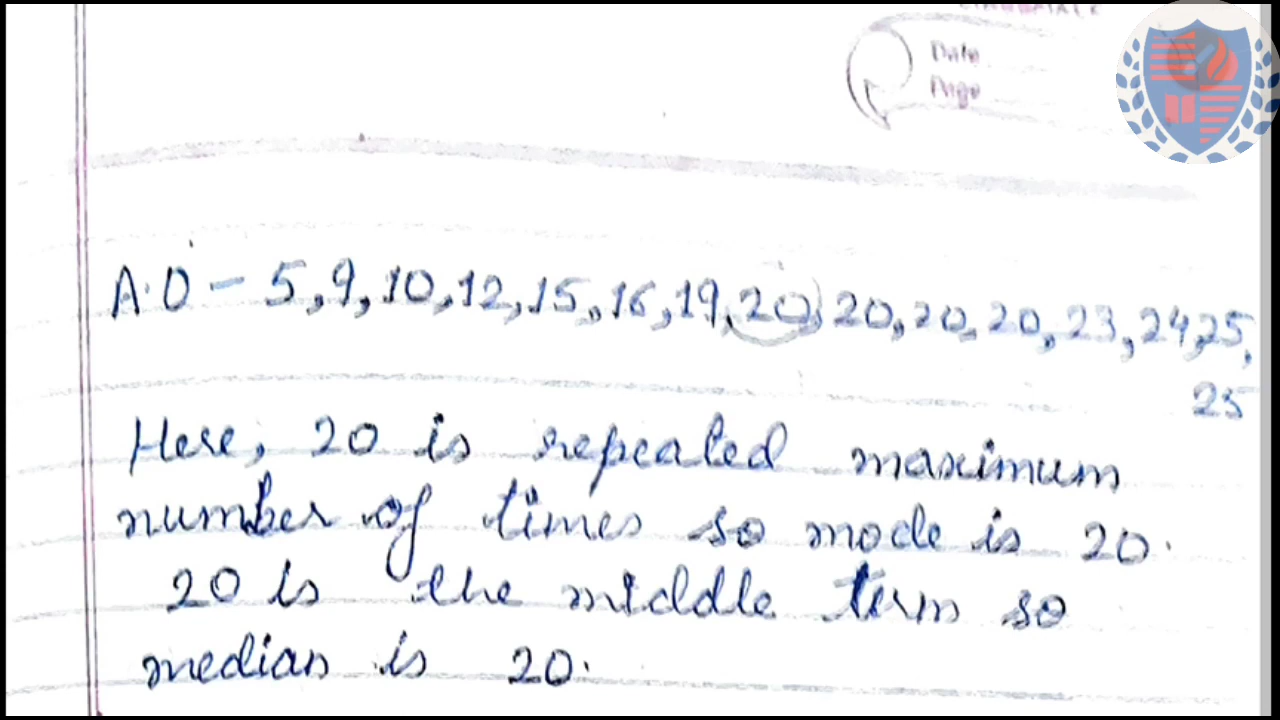 Date
Page
A.O - 5,9,10,12,15,16,19,20,20,20,20,23,24,25,
25
Here, 20 is repeated maximum
number of times so mode is 20.
20 is the middle term so
median is 20.